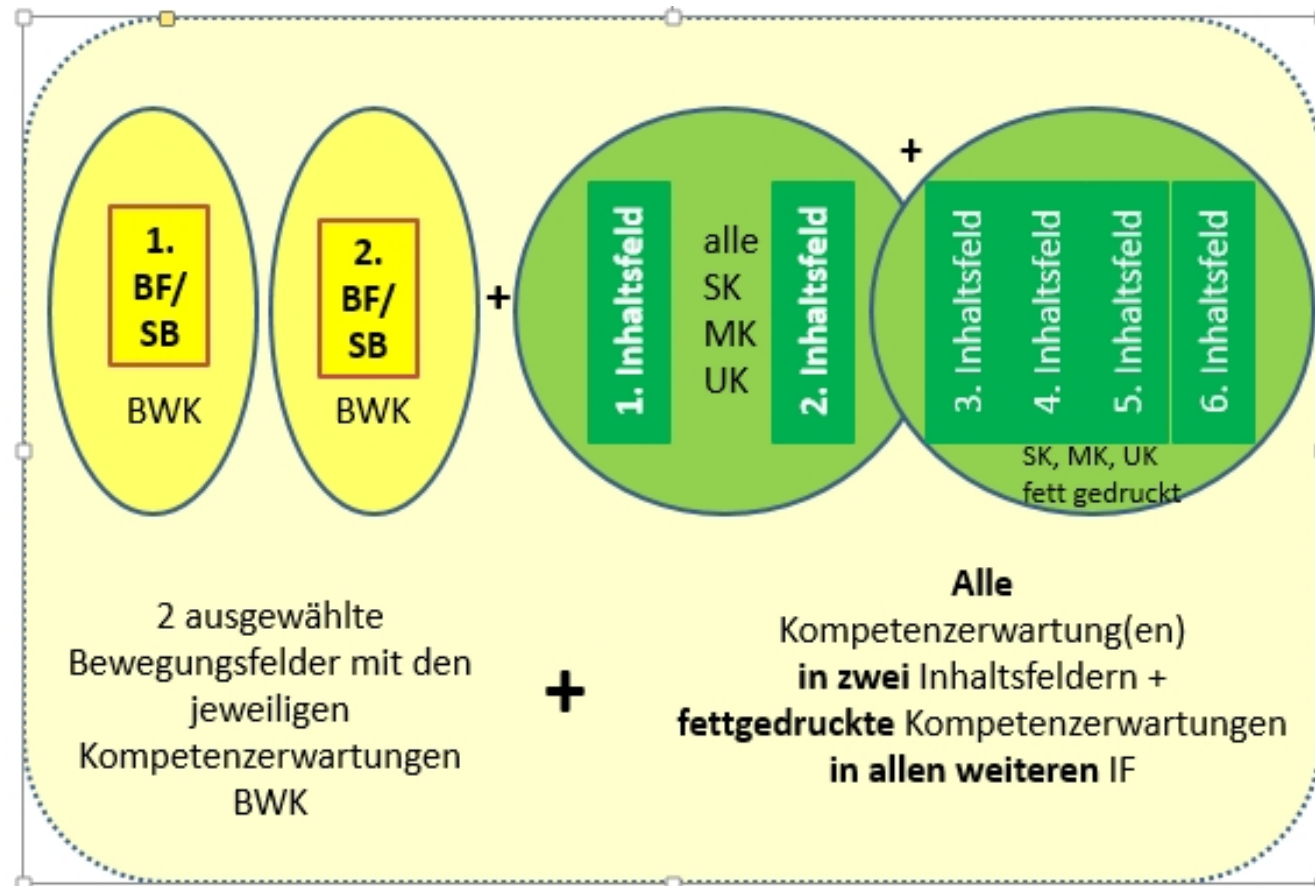 1.
BF/
SB
BWK
2.
BF/
SB
BWK
+
1. Inhaltsfeld
alle
SK
MK
UK
2. Inhaltsfeld
+
3. Inhaltsfeld
4. Inhaltsfeld
5. Inhaltsfeld
6. Inhaltsfeld
SK, MK, UK
fett gedruckt
2 ausgewählte
Bewegungsfelder mit den
jeweiligen
Kompetenzerwartungen
BWK
+
Alle
Kompetenzerwartung(en)
in zwei Inhaltsfeldern +
fettgedruckte Kompetenzerwartungen
in allen weiteren IF